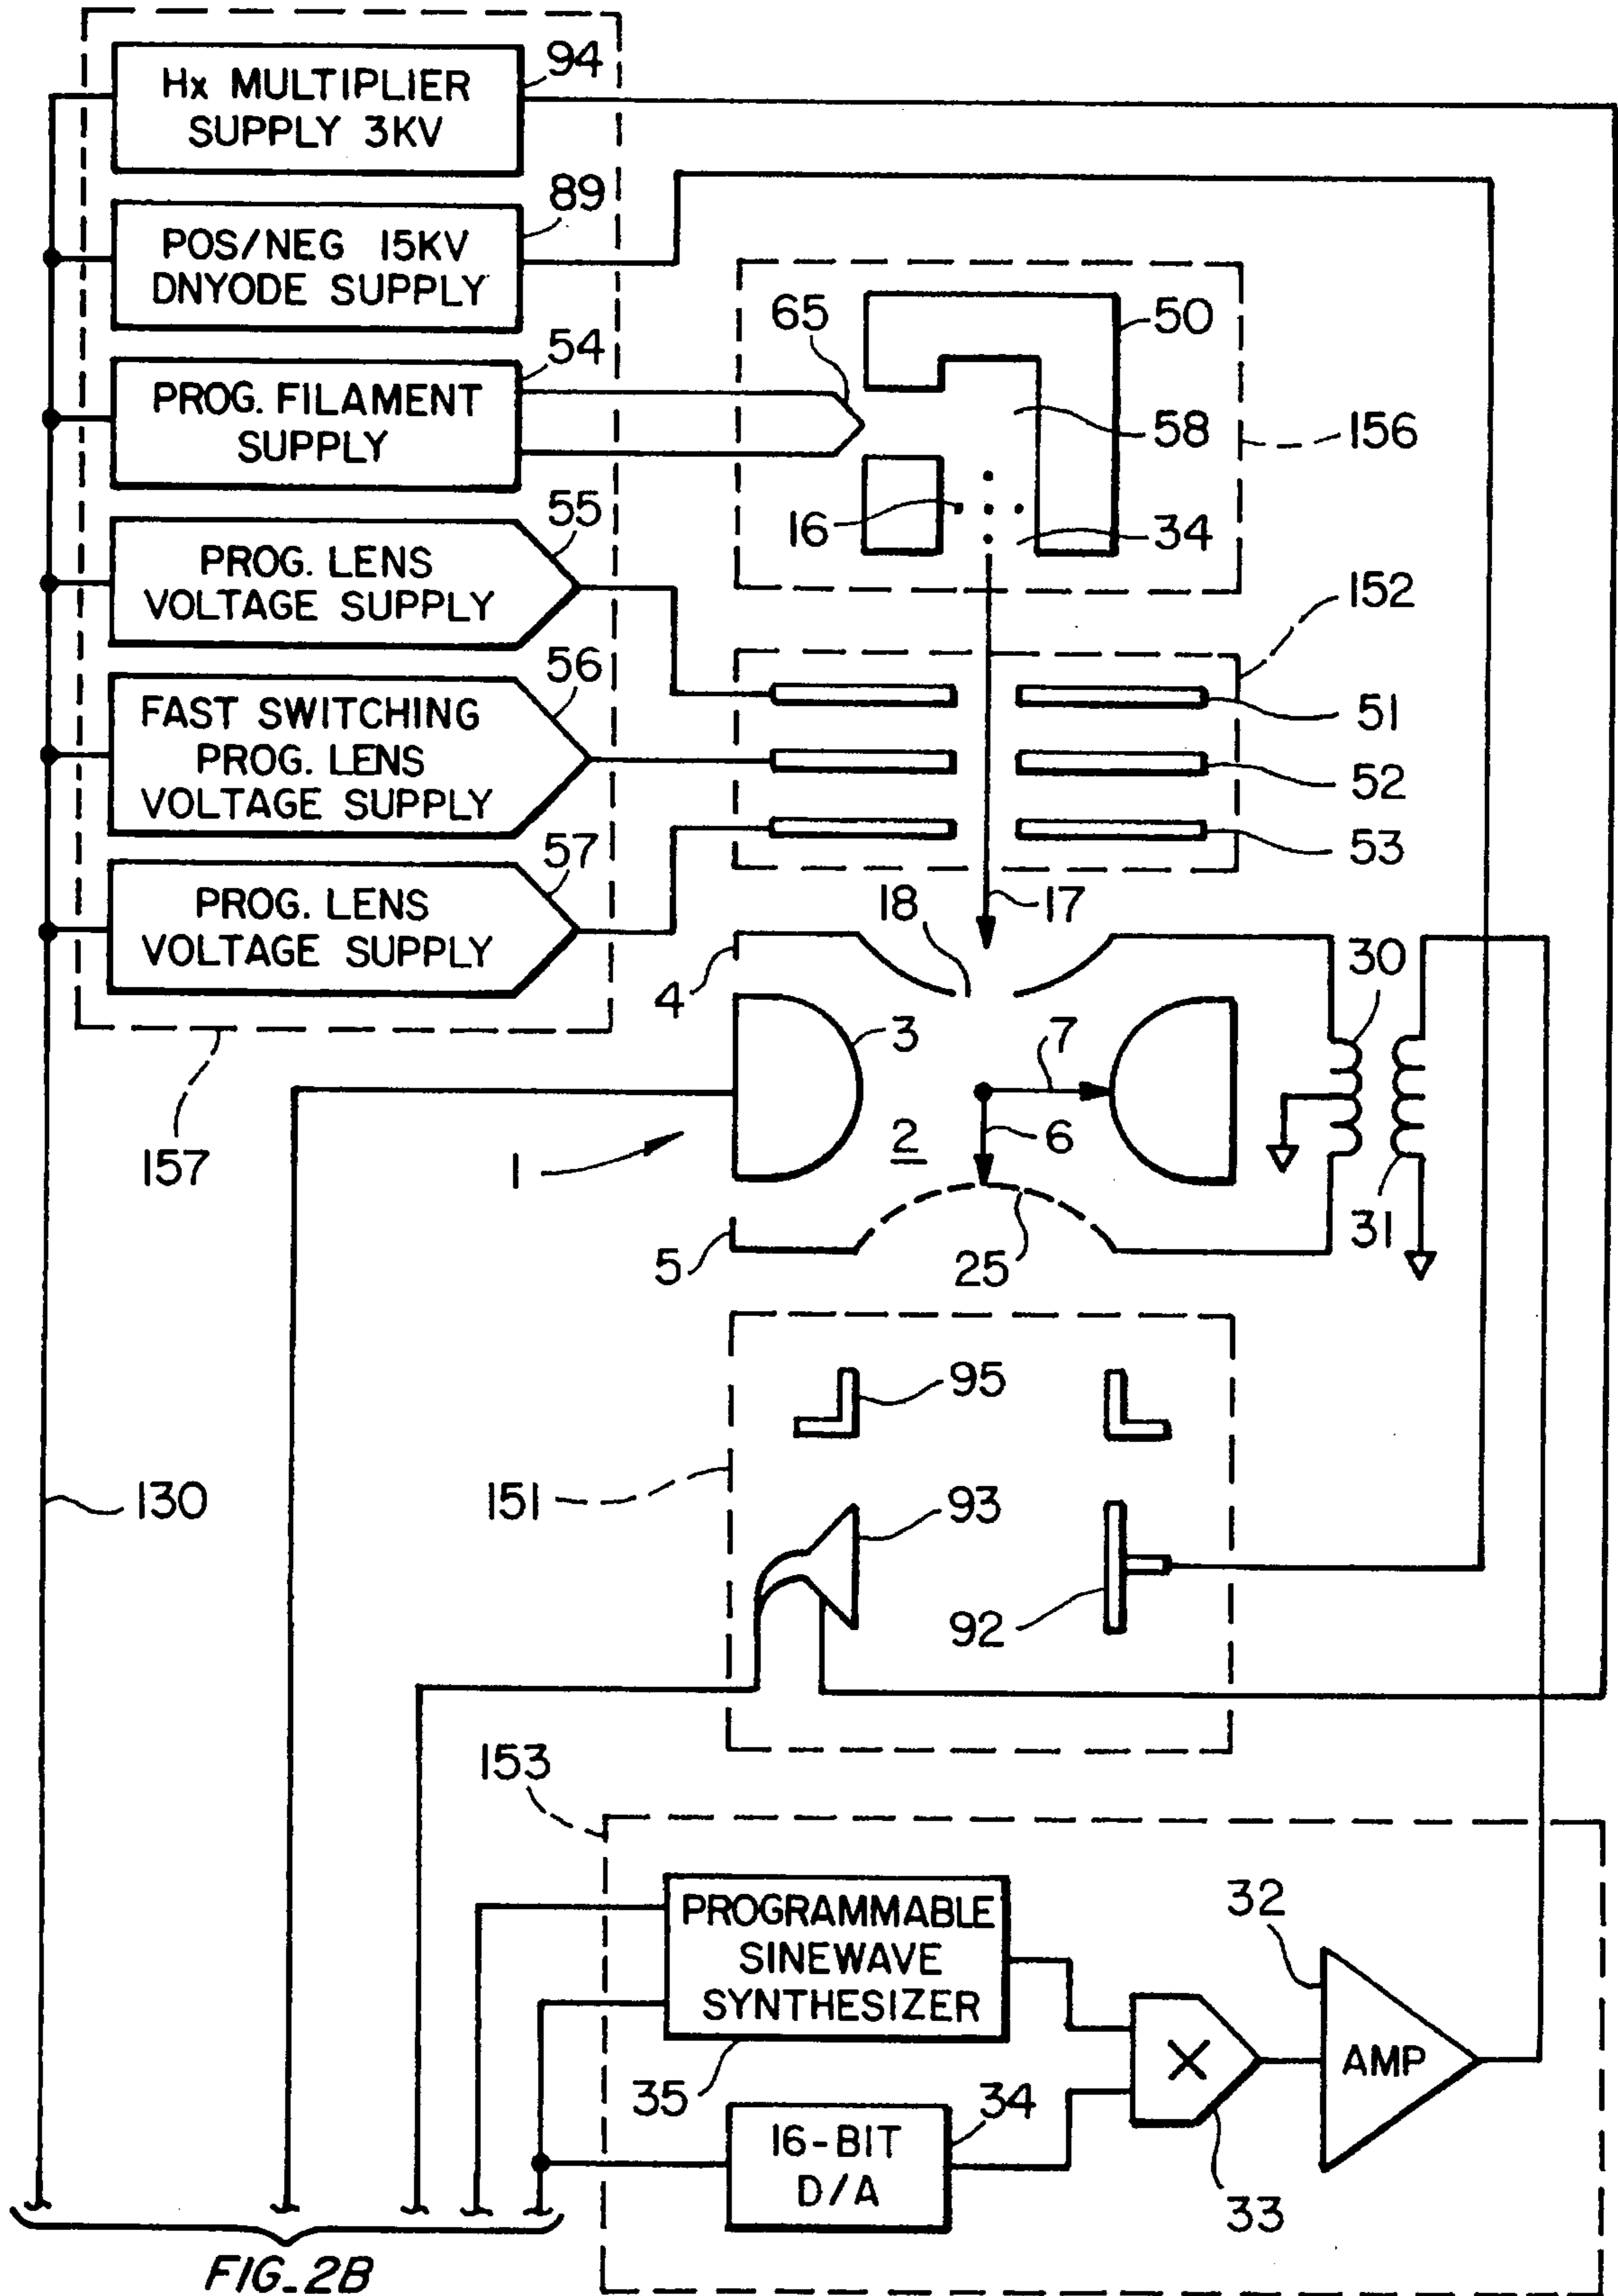 94
Hx MULTIPLIER
SUPPLY 3KV
89
POS/NEG 15KV
DNYODE SUPPLY
54
PROG. FILAMENT
SUPPLY
65
50
58
156
16
34
55
PROG. LENS
VOLTAGE SUPPLY
152
56
FAST SWITCHING
PROG. LENS
VOLTAGE SUPPLY
51
52
53
57
PROG. LENS
VOLTAGE SUPPLY
18
17
4
30
3
7
2
6
157
1
5
25
31
95
130
151
93
92
153
PROGRAMMABLE
SINEWAVE
SYNTHESIZER
32
35
X
AMP
34
16-BIT
D/A
33
FIG_2B